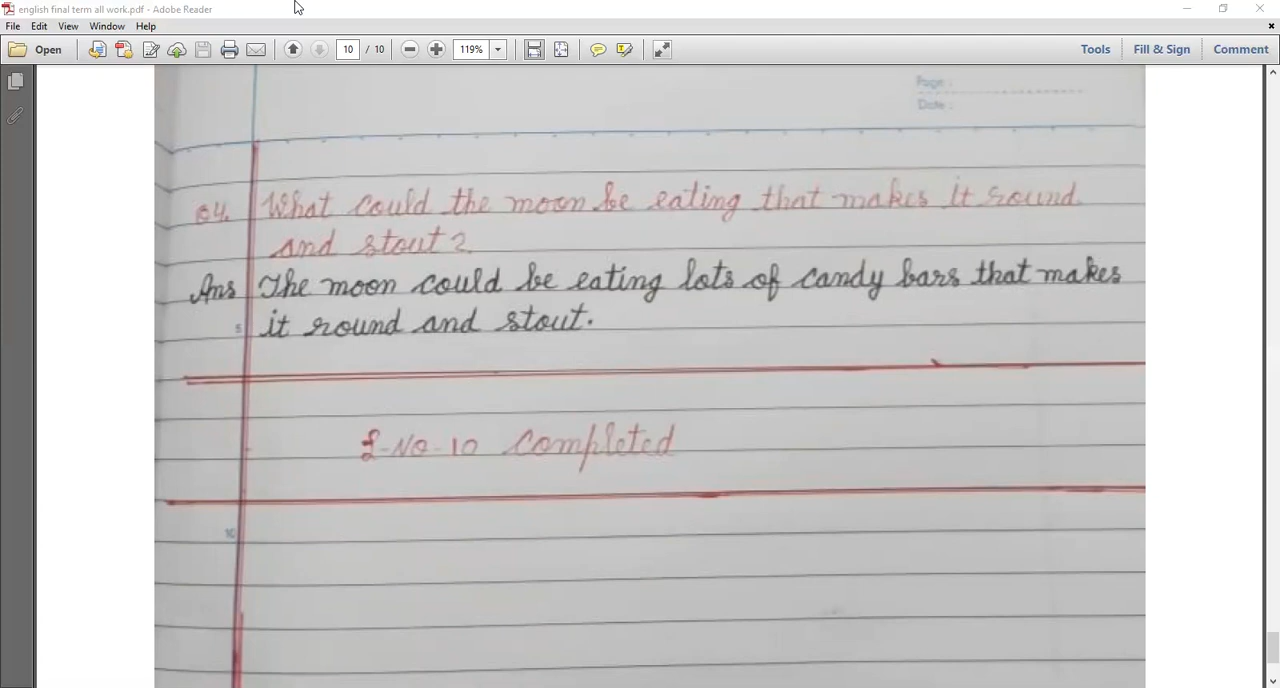 english final term all work.pdf - Adobe Reader
File Edit View Window Help
Open 10 / 10 119% Tools Fill & Sign Comment
Page :
Date :
Q4. What could the moon be eating that makes it round
and stout?
Ans The moon could be eating lots of candy bars that makes
5 it round and stout.
L-No-10 Completed
10